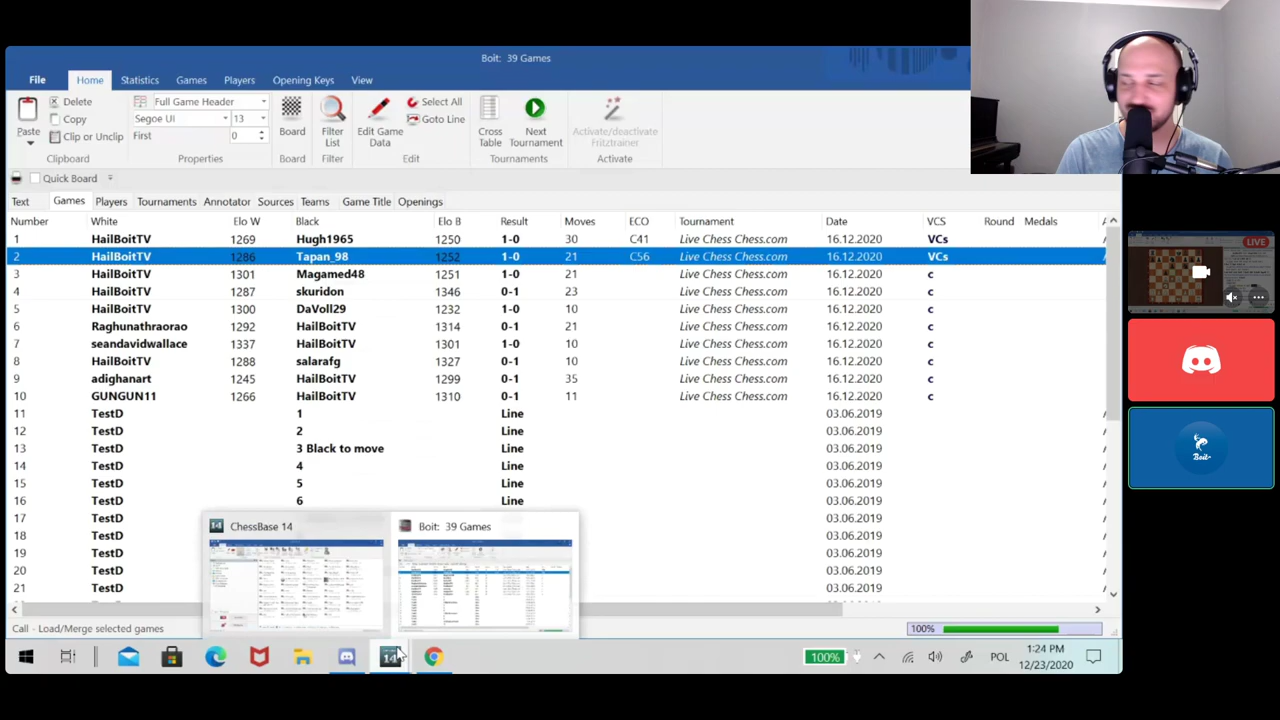 Boit: 39 Games
File Home Statistics Games Players Opening Keys View
Paste
Delete
Copy
Clip or Unclip
Clipboard
Full Game Header
Segoe UI 13
First 0
Properties
Board
Board
Filter List
Filter
Edit Game Data
Select All
Goto Line
Edit
Cross Table
Next Tournament
Tournaments
Activate/deactivate Fritztrainer
Activate
Quick Board
Text Games Players Tournaments Annotator Sources Teams Game Title Openings
Number White Elo W Black Elo B Result Moves ECO Tournament Date VCS Round Medals
1 HailBoitTV 1269 Hugh1965 1250 1-0 30 C41 Live Chess Chess.com 16.12.2020 VCs
2 HailBoitTV 1286 Tapan_98 1252 1-0 21 C56 Live Chess Chess.com 16.12.2020 VCs
3 HailBoitTV 1301 Magamed48 1251 1-0 21 Live Chess Chess.com 16.12.2020 c
4 HailBoitTV 1287 skuridon 1346 0-1 23 Live Chess Chess.com 16.12.2020 c
5 HailBoitTV 1300 DaVoll29 1232 1-0 10 Live Chess Chess.com 16.12.2020 c
6 Raghunathraorao 1292 HailBoitTV 1314 0-1 21 Live Chess Chess.com 16.12.2020 c
7 seandavidwallace 1337 HailBoitTV 1301 1-0 10 Live Chess Chess.com 16.12.2020 c
8 HailBoitTV 1288 salarafg 1327 0-1 10 Live Chess Chess.com 16.12.2020 c
9 adighanart 1245 HailBoitTV 1299 0-1 35 Live Chess Chess.com 16.12.2020 c
10 GUNGUN11 1266 HailBoitTV 1310 0-1 11 Live Chess Chess.com 16.12.2020 c
11 TestD 1 Line 03.06.2019
12 TestD 2 Line 03.06.2019
13 TestD 3 Black to move Line 03.06.2019
14 TestD 4 Line 03.06.2019
15 TestD 5 Line 03.06.2019
16 TestD 6 Line 03.06.2019
17 TestD Line 03.06.2019
18 TestD Line 03.06.2019
19 TestD Line 03.06.2019
20 TestD Line 03.06.2019
21 TestD Line 03.06.2019
14 ChessBase 14
Boit: 39 Games
Call - Load/Merge selected games
100%
14
100%
POL
1:24 PM
12/23/2020
LIVE
Boit